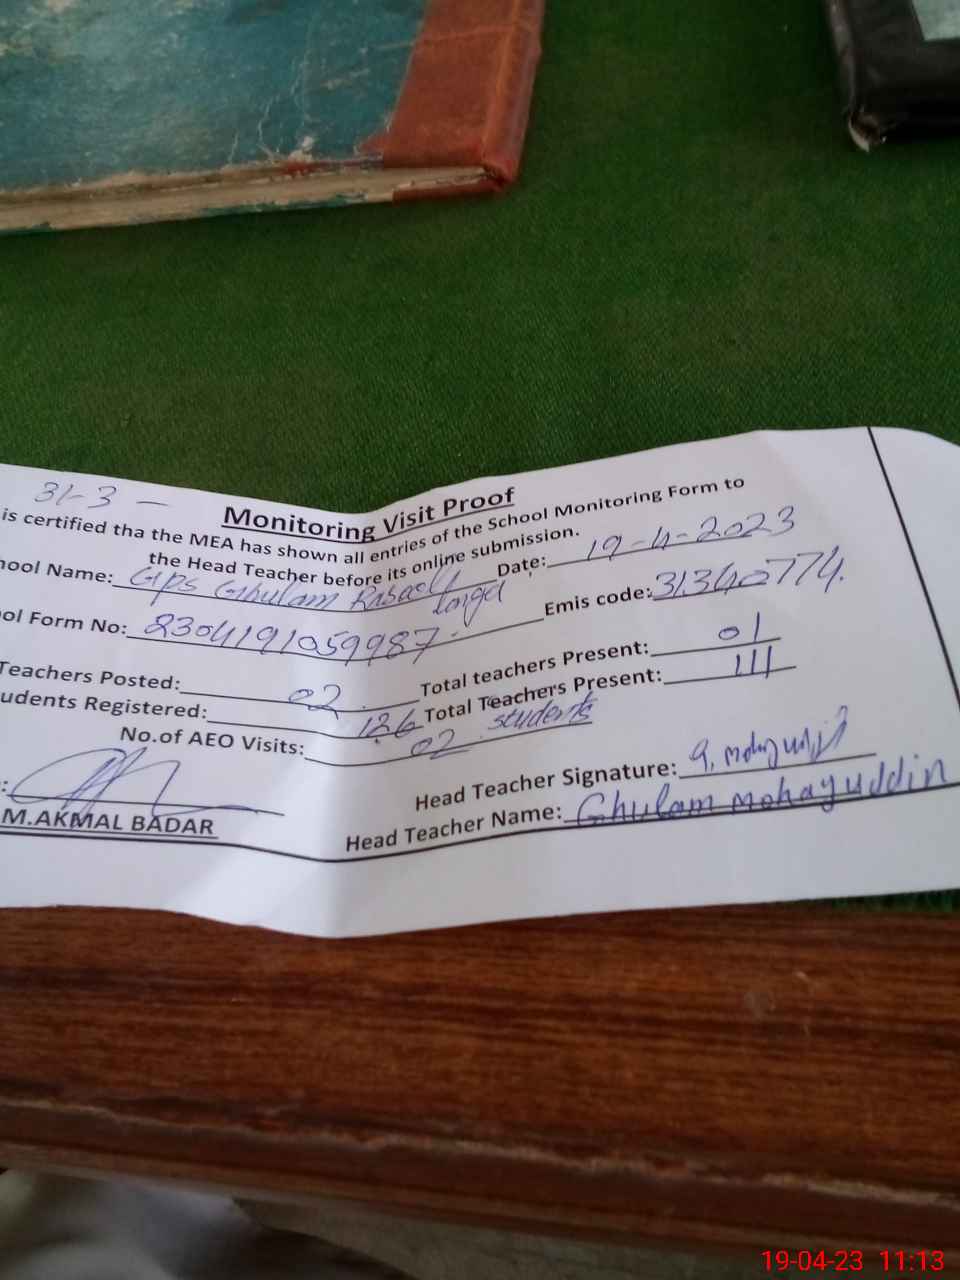 31-3 —
Monitoring Visit Proof
is certified tha the MEA has shown all entries of the School Monitoring Form to
the Head Teacher before its online submission.
hool Name: Gps Ghulam Rasool Date: 19-4-2023
ol Form No: 2304191059987 Emis code: 31340774.
Teachers Posted: 02 Total teachers Present: 01
udents Registered: 126 Total Teachers Present: 111
students
No.of AEO Visits: 02
Head Teacher Signature:
M.AKMAL BADAR
Head Teacher Name: Ghulam Mohayuddin
19-04-23 11:13